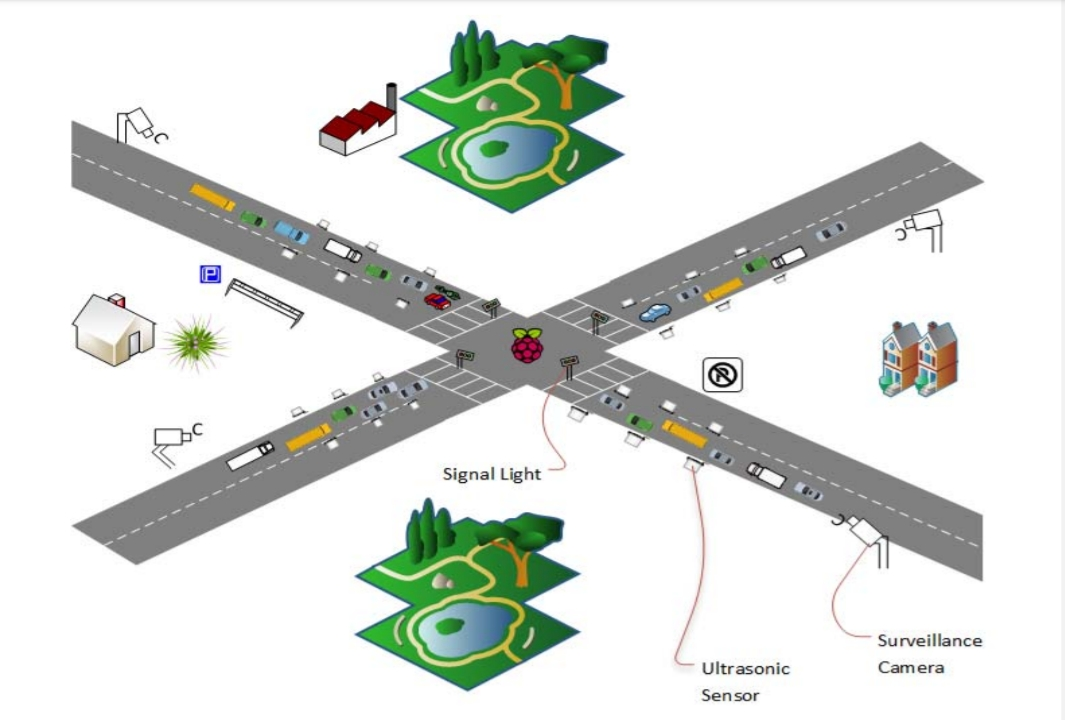 P
Signal Light
Ultrasonic
Sensor
Surveillance
Camera